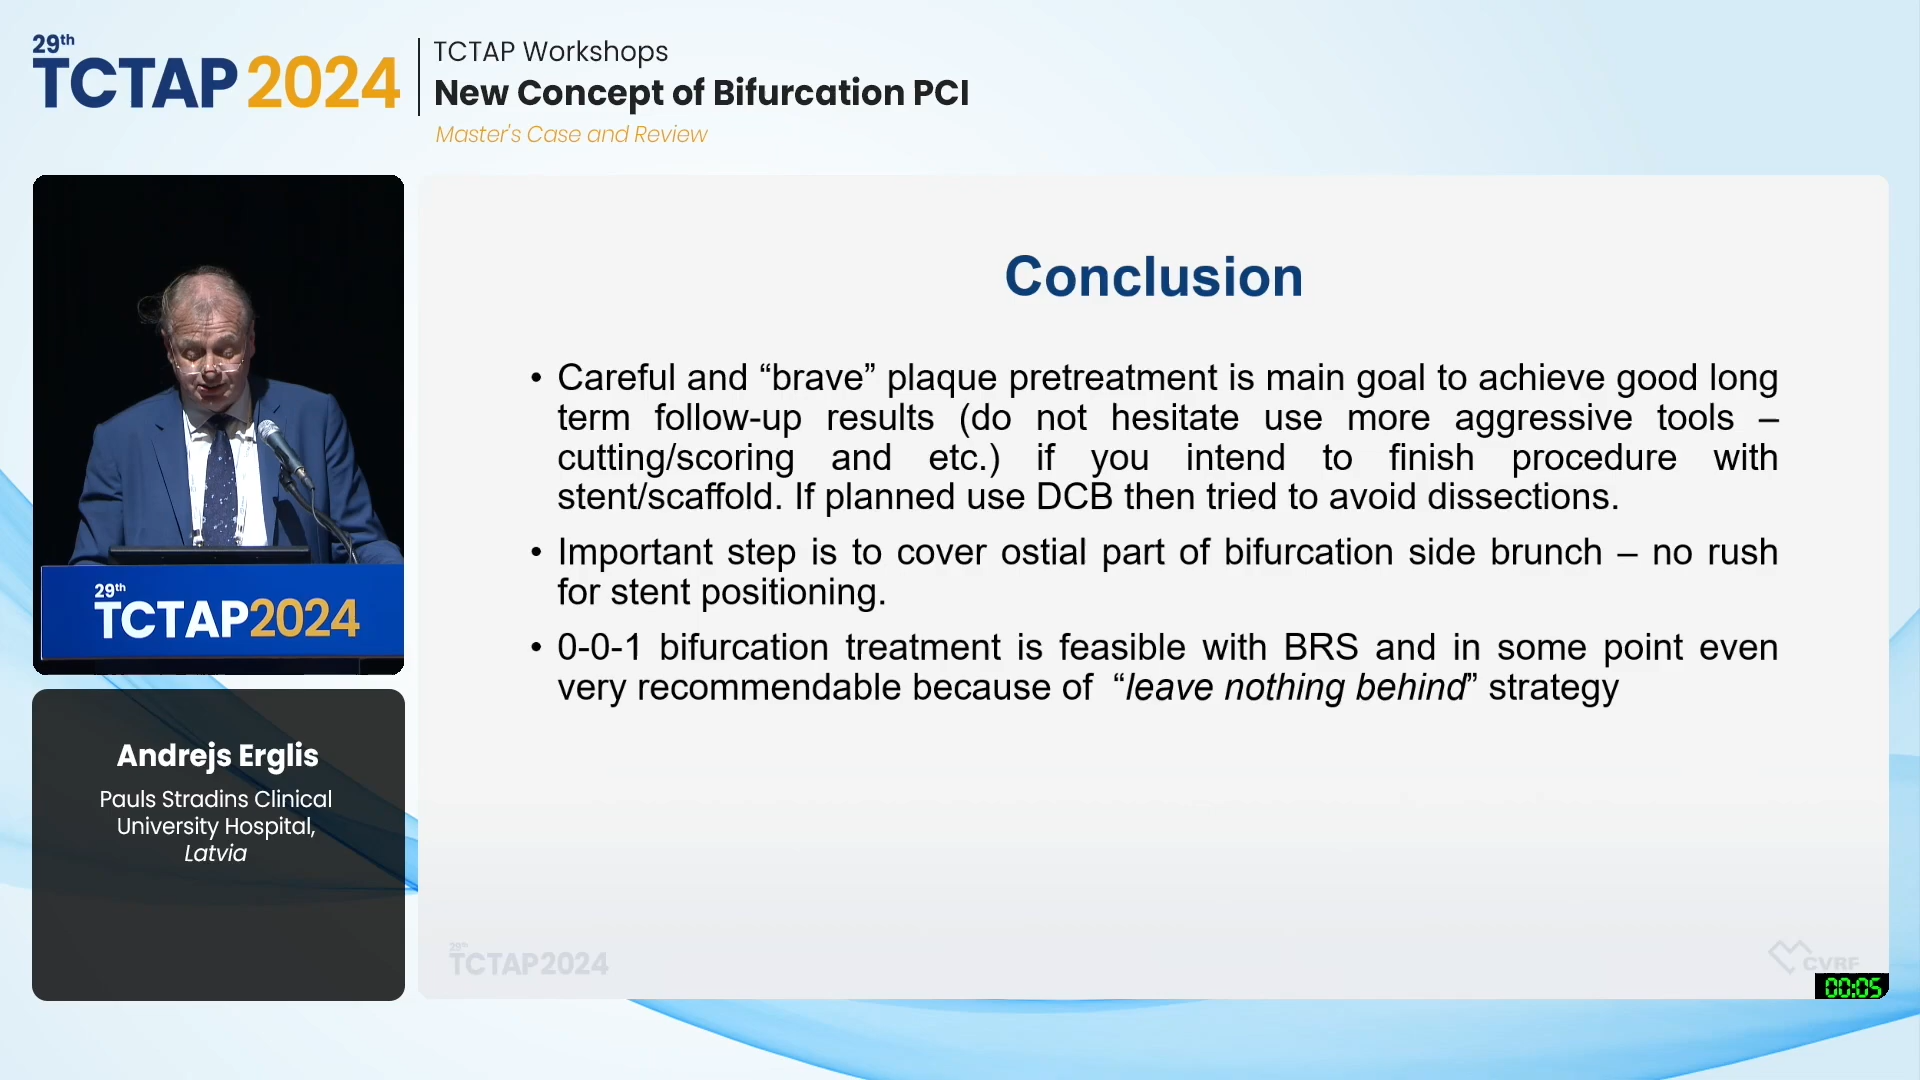 29th
TCTAP 2024
TCTAP Workshops
New Concept of Bifurcation PCI
Master's Case and Review
29th
TCTAP2024
Andrejs Erglis
Pauls Stradins Clinical
University Hospital,
Latvia
Conclusion
• Careful and “brave” plaque pretreatment is main goal to achieve good long
term follow-up results (do not hesitate use more aggressive tools –
cutting/scoring and etc.) if you intend to finish procedure with
stent/scaffold. If planned use DCB then tried to avoid dissections.
• Important step is to cover ostial part of bifurcation side brunch – no rush
for stent positioning.
• 0-0-1 bifurcation treatment is feasible with BRS and in some point even
very recommendable because of “leave nothing behind” strategy
29th
TCTAP2024
CVRF
00:05